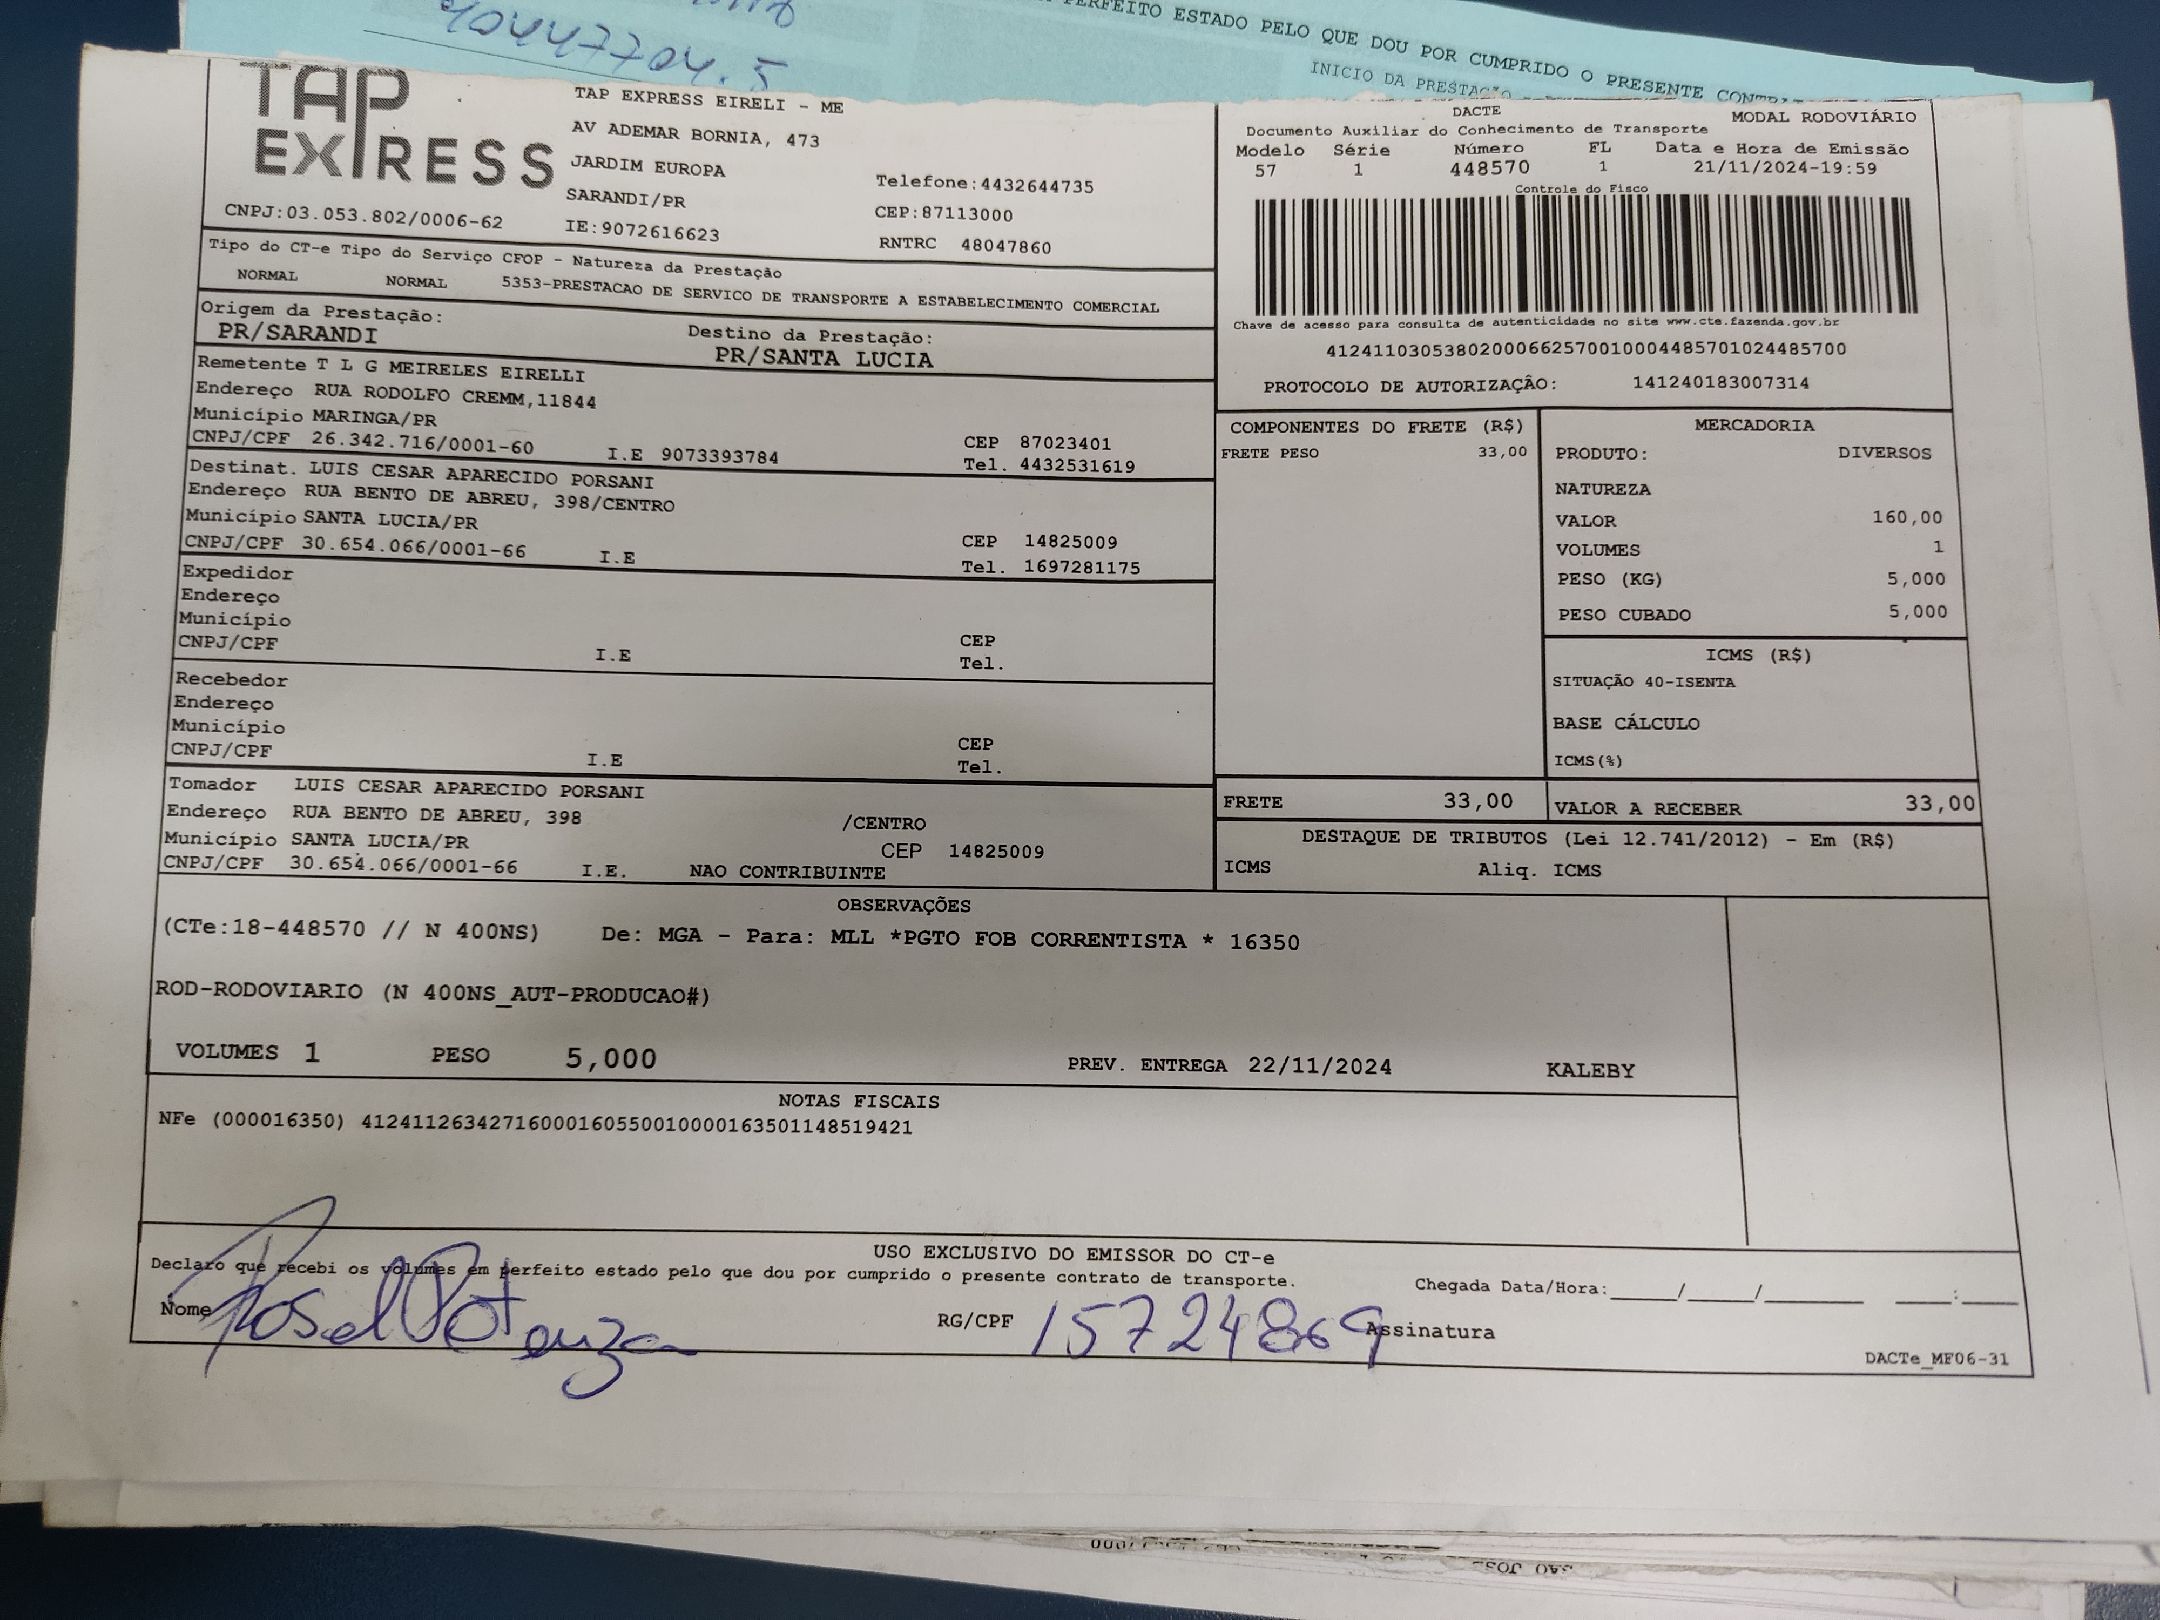 40447704.5
PERFEITO ESTADO PELO QUE DOU POR CUMPRIDO O PRESENTE
INICIO DA PRESTAÇÃO
TAP EXPRESS
TAP EXPRESS EIRELI - ME
AV ADEMAR BORNIA, 473
JARDIM EUROPA
SARANDI/PR
Telefone:4432644735
CEP:87113000
CNPJ:03.053.802/0006-62
IE:9072616623
RNTRC 48047860
DACTE MODAL RODOVIÁRIO
Documento Auxiliar do Conhecimento de Transporte
Modelo Série Número FL Data e Hora de Emissão
57 1 448570 1 21/11/2024-19:59
Controle do Fisco
Chave de acesso para consulta de autenticidade no site www.cte.fazenda.gov.br
41241103053802000662570010004485701024485700
PROTOCOLO DE AUTORIZAÇÃO: 141240183007314
Tipo do CT-e Tipo do Serviço CFOP - Natureza da Prestação
NORMAL NORMAL 5353-PRESTACAO DE SERVICO DE TRANSPORTE A ESTABELECIMENTO COMERCIAL
Origem da Prestação: Destino da Prestação:
PR/SARANDI PR/SANTA LUCIA
Remetente T L G MEIRELES EIRELLI
Endereço RUA RODOLFO CREMM,11844
Município MARINGA/PR CEP 87023401
CNPJ/CPF 26.342.716/0001-60 I.E 9073393784 Tel. 4432531619
Destinat. LUIS CESAR APARECIDO PORSANI
Endereço RUA BENTO DE ABREU, 398/CENTRO
Município SANTA LUCIA/PR CEP 14825009
CNPJ/CPF 30.654.066/0001-66 I.E Tel. 1697281175
Expedidor
Endereço
Município CEP
CNPJ/CPF I.E Tel.
Recebedor
Endereço
Município CEP
CNPJ/CPF I.E Tel.
Tomador LUIS CESAR APARECIDO PORSANI
Endereço RUA BENTO DE ABREU, 398 /CENTRO
Município SANTA LUCIA/PR CEP 14825009
CNPJ/CPF 30.654.066/0001-66 I.E. NAO CONTRIBUINTE
COMPONENTES DO FRETE (R$)
FRETE PESO 33,00
MERCADORIA
PRODUTO: DIVERSOS
NATUREZA
VALOR 160,00
VOLUMES 1
PESO (KG) 5,000
PESO CUBADO 5,000
ICMS (R$)
SITUAÇÃO 40-ISENTA
BASE CÁLCULO
ICMS(%)
FRETE 33,00 VALOR A RECEBER 33,00
DESTAQUE DE TRIBUTOS (Lei 12.741/2012) - Em (R$)
ICMS Aliq. ICMS
OBSERVAÇÕES
(CTe:18-448570 // N 400NS) De: MGA - Para: MLL *PGTO FOB CORRENTISTA * 16350
ROD-RODOVIARIO (N 400NS_AUT-PRODUCAO#)
VOLUMES 1 PESO 5,000 PREV. ENTREGA 22/11/2024 KALEBY
NOTAS FISCAIS
NFe (000016350) 41241126342716000160550010000163501148519421
USO EXCLUSIVO DO EMISSOR DO CT-e
Declaro que recebi os volumes em perfeito estado pelo que dou por cumprido o presente contrato de transporte.
Chegada Data/Hora:_____/_____/________ ____:_____
Nome RG/CPF 15724869 Assinatura
DACTe_MF06-31